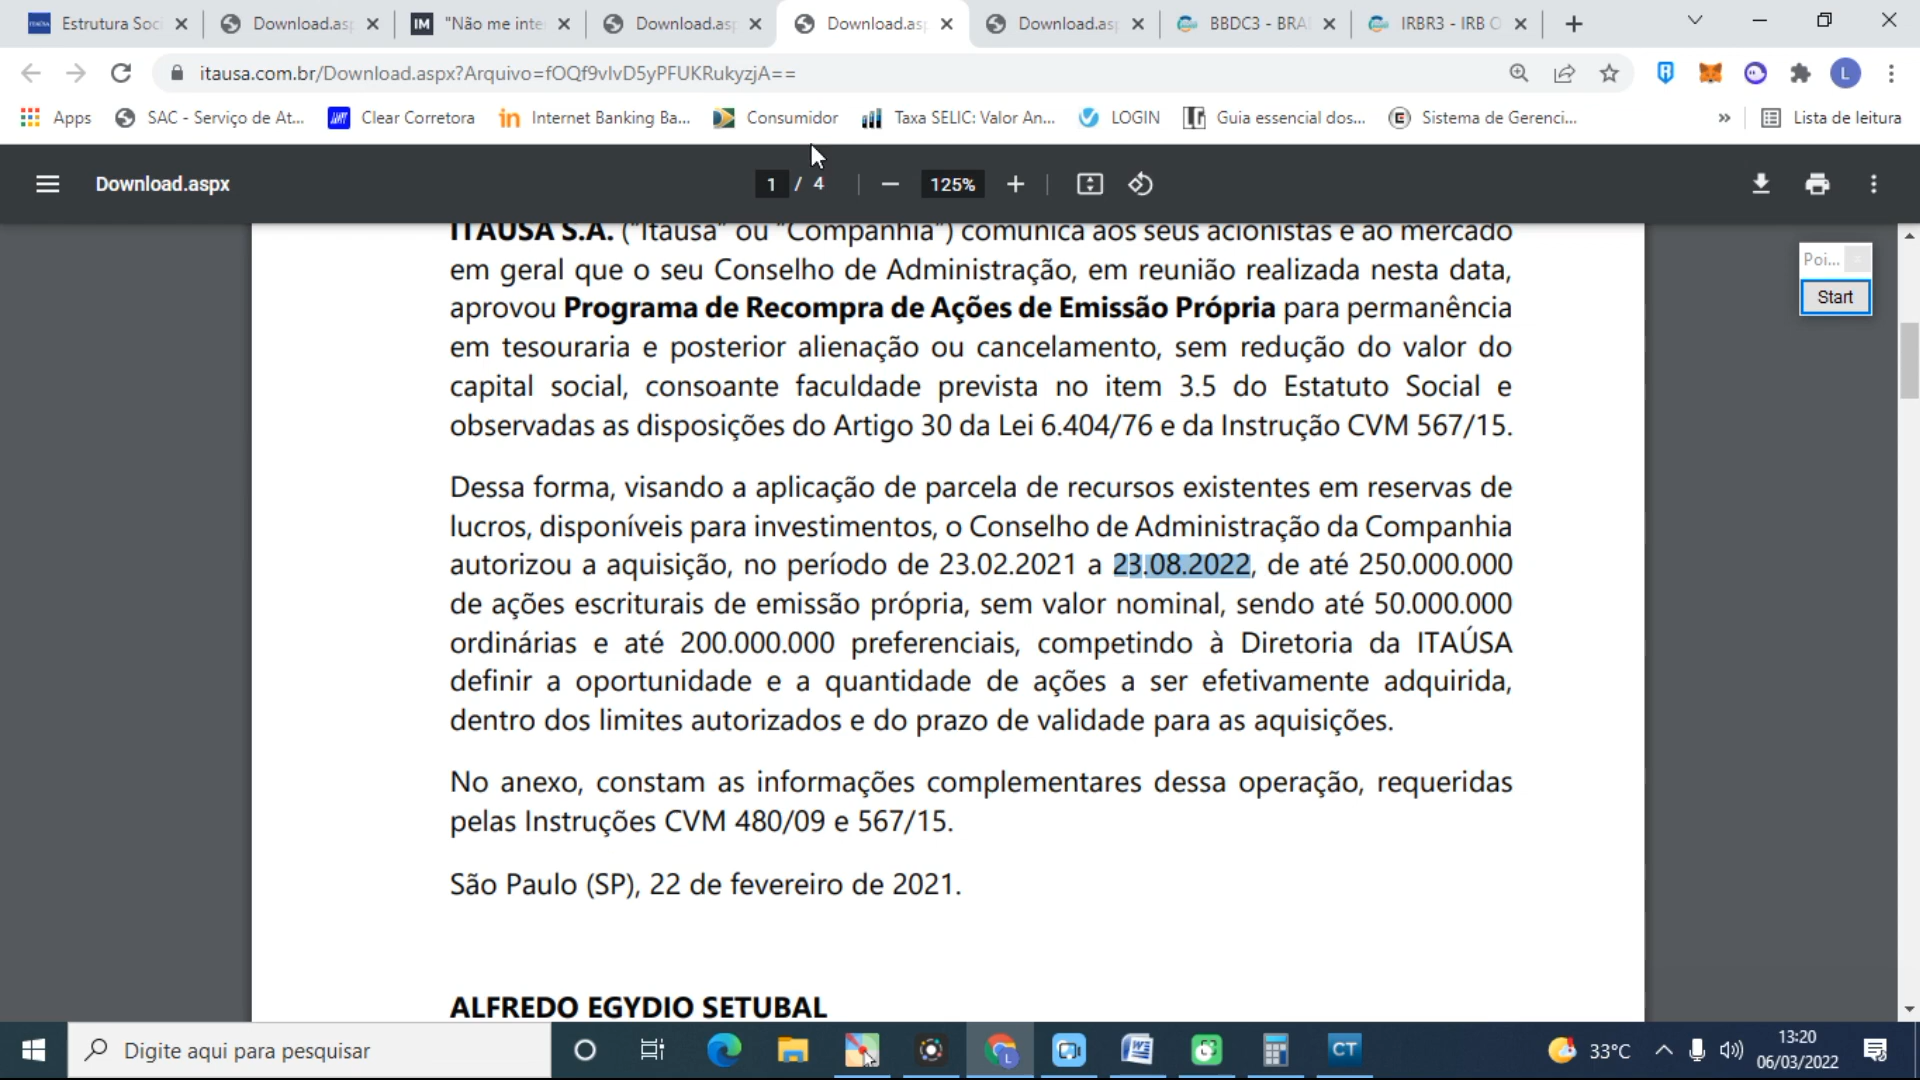 Estrutura Soci
Download.asp
"Não me inte
Download.asp
Download.asp
Download.asp
BBDC3 - BRA
IRBR3 - IRB
itausa.com.br/Download.aspx?Arquivo=fOQf9vlvD5yPFUKRukyzjA==
L
Apps
SAC - Serviço de At...
Clear Corretora
Internet Banking Ba...
Consumidor
Taxa SELIC: Valor An...
LOGIN
Guia essencial dos...
Sistema de Gerenci...
»
Lista de leitura
Download.aspx
1 / 4
125%
Poi...
Start
ITAÚSA S.A. ("Itaúsa" ou "Companhia") comunica aos seus acionistas e ao mercado
em geral que o seu Conselho de Administração, em reunião realizada nesta data,
aprovou Programa de Recompra de Ações de Emissão Própria para permanência
em tesouraria e posterior alienação ou cancelamento, sem redução do valor do
capital social, consoante faculdade prevista no item 3.5 do Estatuto Social e
observadas as disposições do Artigo 30 da Lei 6.404/76 e da Instrução CVM 567/15.
Dessa forma, visando a aplicação de parcela de recursos existentes em reservas de
lucros, disponíveis para investimentos, o Conselho de Administração da Companhia
autorizou a aquisição, no período de 23.02.2021 a 23.08.2022, de até 250.000.000
de ações escriturais de emissão própria, sem valor nominal, sendo até 50.000.000
ordinárias e até 200.000.000 preferenciais, competindo à Diretoria da ITAÚSA
definir a oportunidade e a quantidade de ações a ser efetivamente adquirida,
dentro dos limites autorizados e do prazo de validade para as aquisições.
No anexo, constam as informações complementares dessa operação, requeridas
pelas Instruções CVM 480/09 e 567/15.
São Paulo (SP), 22 de fevereiro de 2021.
ALFREDO EGYDIO SETUBAL
Digite aqui para pesquisar
CT
33°C
13:20
06/03/2022